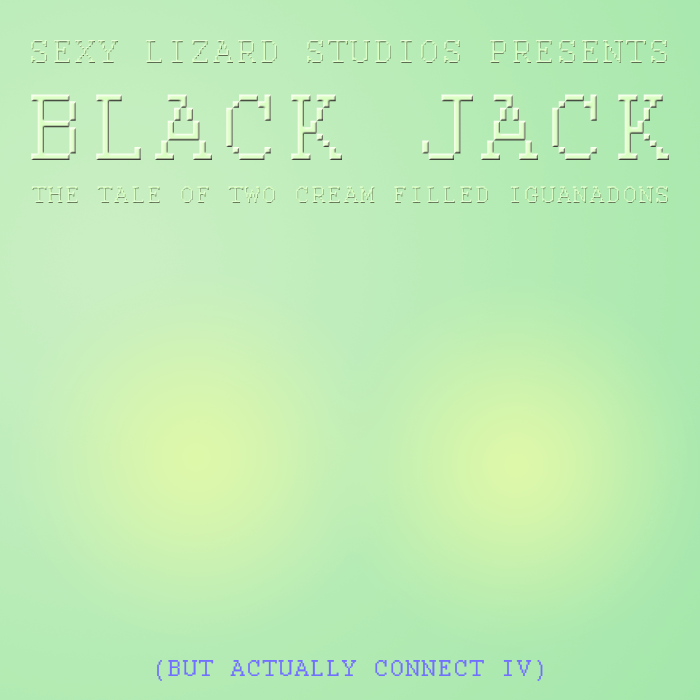 SEXY LIZARD STUDIOS PRESENTS
BLACK JACK
THE TALE OF TWO CREAM FILLED IGUANADONS
(BUT ACTUALLY CONNECT IV)